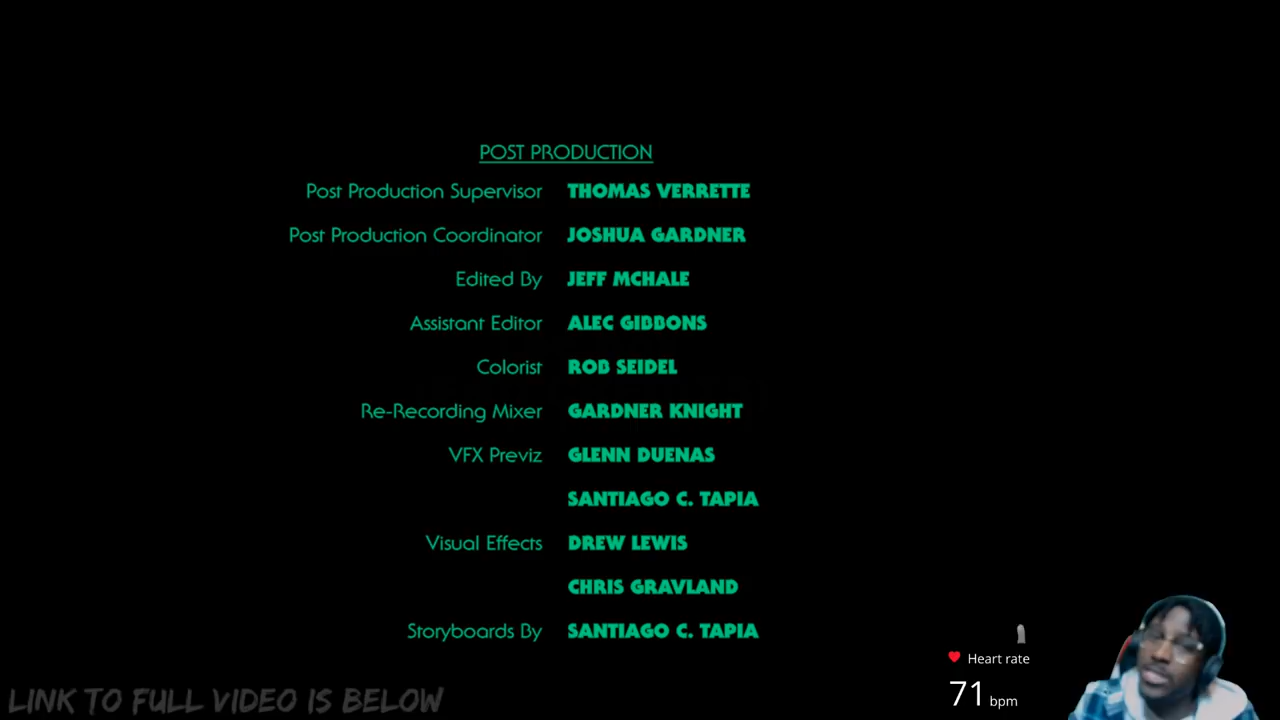 POST PRODUCTION
Post Production Supervisor THOMAS VERRETTE
Post Production Coordinator JOSHUA GARDNER
Edited By JEFF MCHALE
Assistant Editor ALEC GIBBONS
Colorist ROB SEIDEL
Re-Recording Mixer GARDNER KNIGHT
VFX Previz GLENN DUENAS
SANTIAGO C. TAPIA
Visual Effects DREW LEWIS
CHRIS GRAVLAND
Storyboards By SANTIAGO C. TAPIA
Heart rate
71 bpm
LINK TO FULL VIDEO IS BELOW